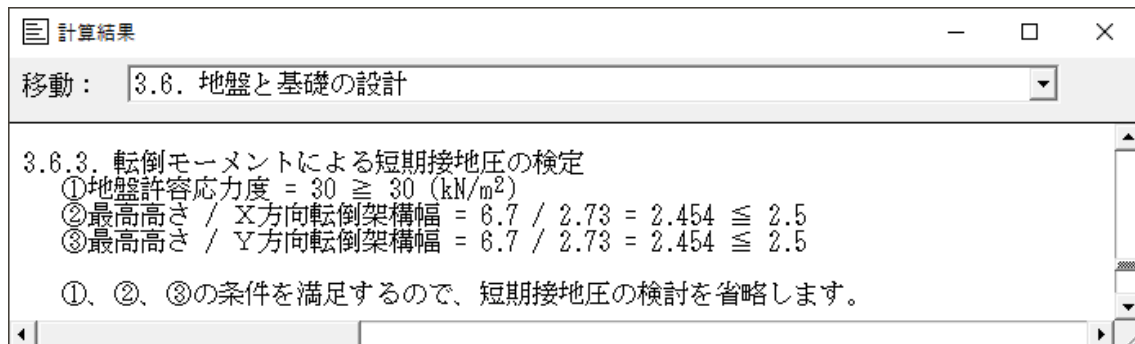 計算結果
移動： 3.6. 地盤と基礎の設計
3.6.3. 転倒モーメントによる短期接地圧の検定
①地盤許容応力度 = 30 ≧ 30 (kN/m²)
②最高高さ / Ｘ方向転倒架構幅 = 6.7 / 2.73 = 2.454 ≦ 2.5
③最高高さ / Ｙ方向転倒架構幅 = 6.7 / 2.73 = 2.454 ≦ 2.5
①、②、③の条件を満足するので、短期接地圧の検討を省略します。